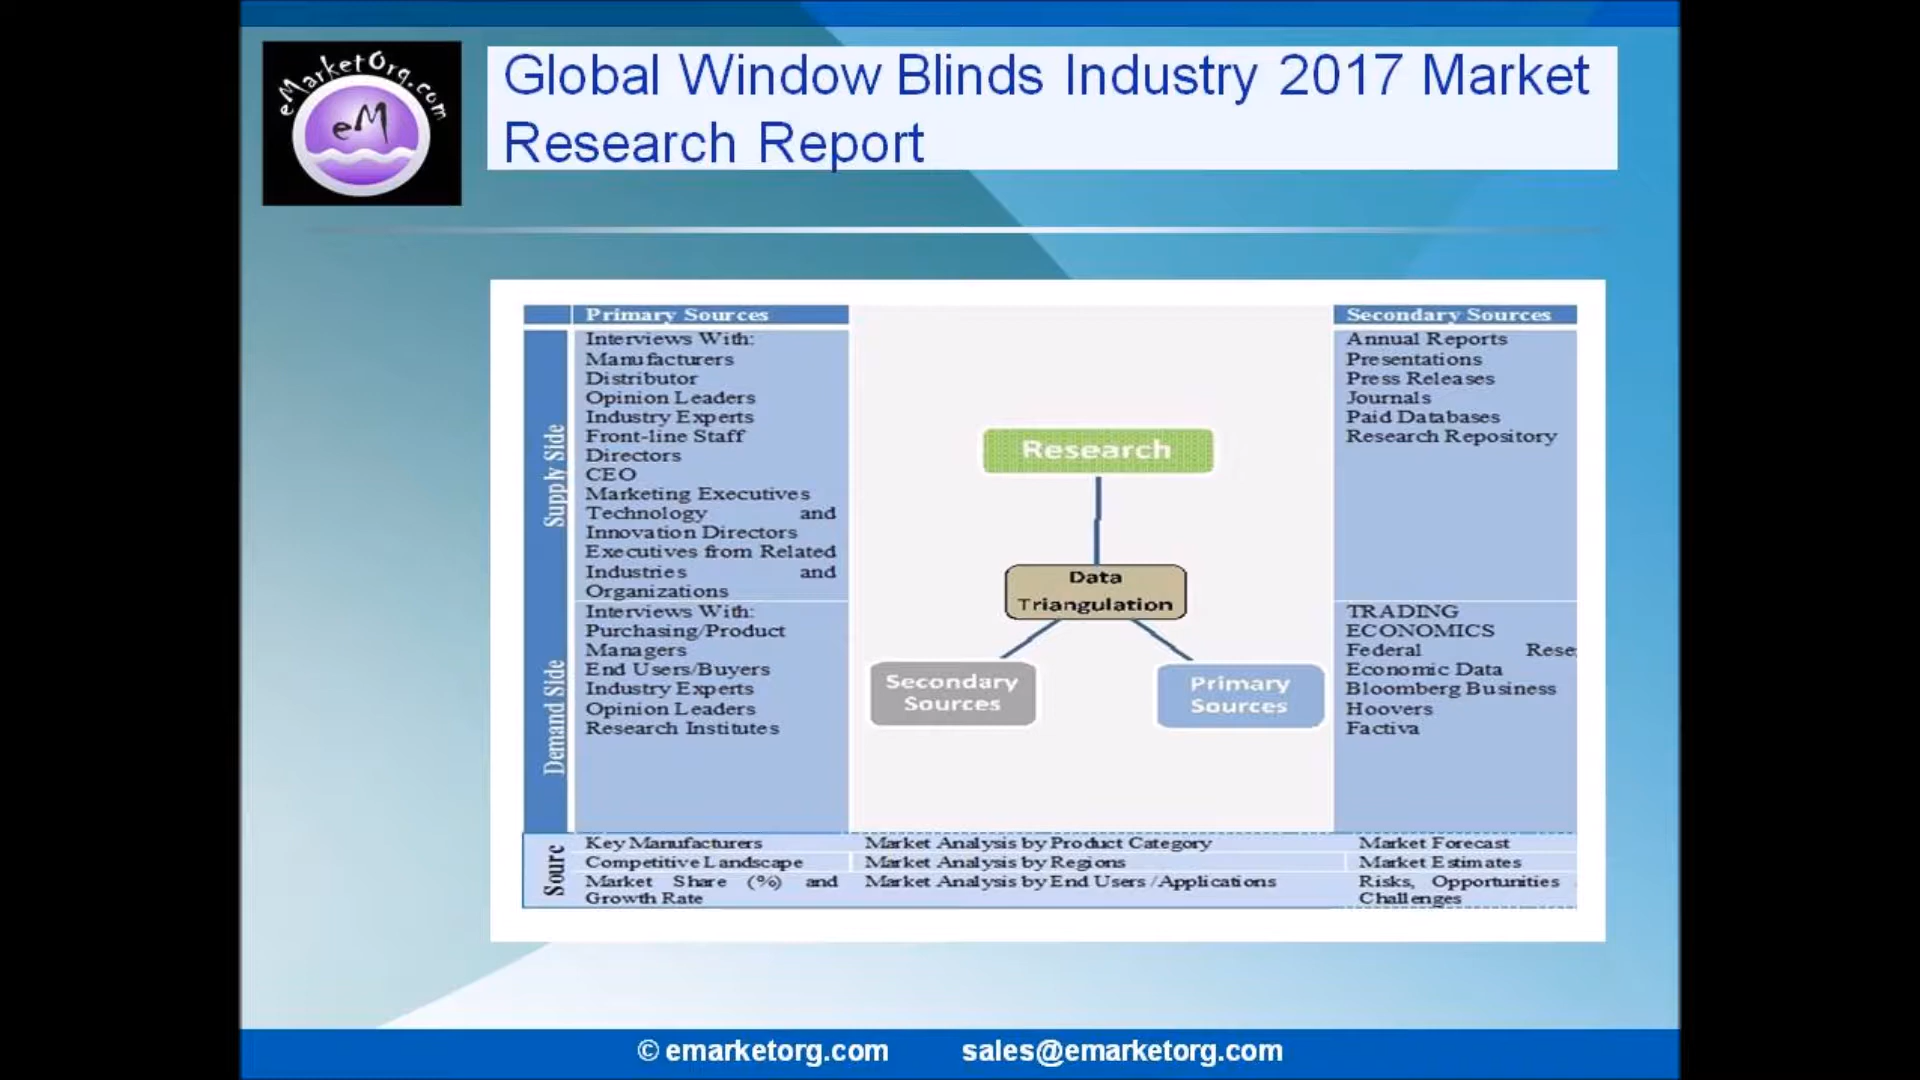 eMarketOrg.com
eM
Global Window Blinds Industry 2017 Market
Research Report
Primary Sources
Supply Side
Interviews With:
Manufacturers
Distributor
Opinion Leaders
Industry Experts
Front-line Staff
Directors
CEO
Marketing Executives
Technology and
Innovation Directors
Executives from Related
Industries and
Organizations
Demand Side
Interviews With:
Purchasing/Product
Managers
End Users/Buyers
Industry Experts
Opinion Leaders
Research Institutes
Research
Data
Triangulation
Secondary
Sources
Primary
Sources
Secondary Sources
Annual Reports
Presentations
Press Releases
Journals
Paid Databases
Research Repository
TRADING
ECONOMICS
Federal Rese
Economic Data
Bloomberg Business
Hoovers
Factiva
Sourc
Key Manufacturers Market Analysis by Product Category Market Forecast
Competitive Landscape Market Analysis by Regions Market Estimates
Market Share (%) and Market Analysis by End Users /Applications Risks, Opportunities
Growth Rate Challenges
© emarketorg.com sales@emarketorg.com